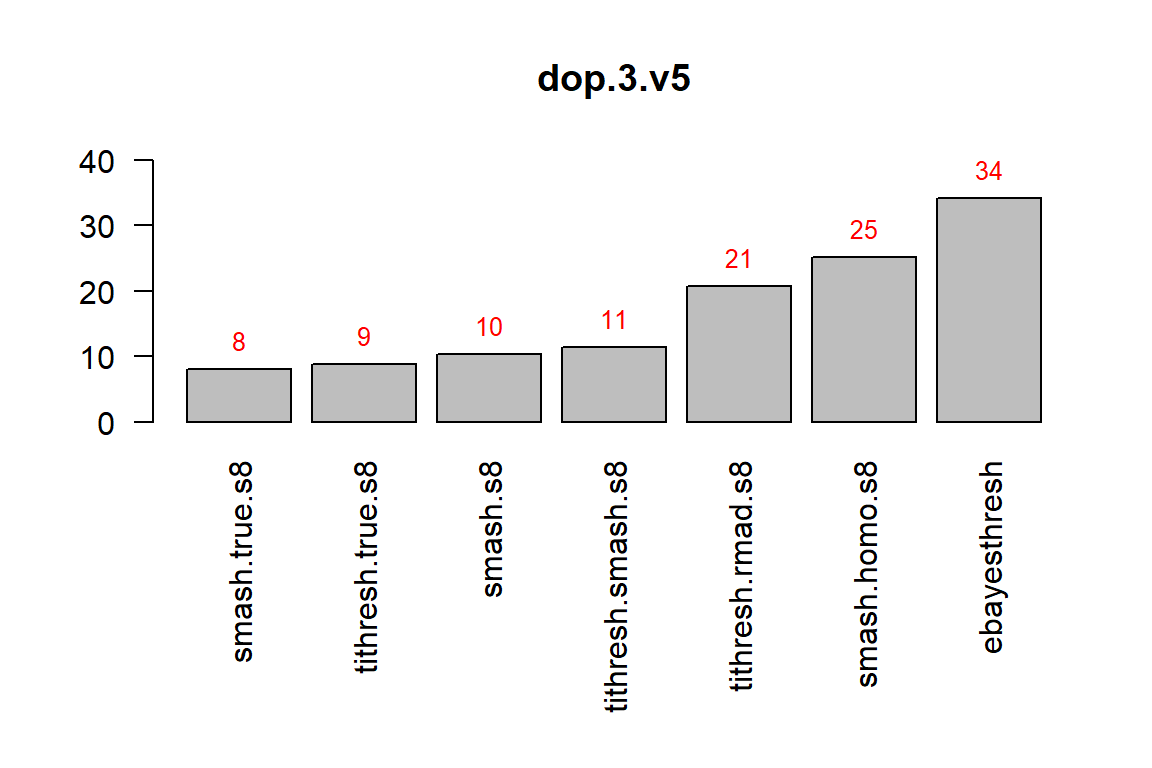 dop.3.v5
40
30
20
10
0
8
9
10
11
21
25
34
smash.true.s8
tithresh.true.s8
smash.s8
tithresh.smash.s8
tithresh.rmad.s8
smash.homo.s8
ebayesthresh